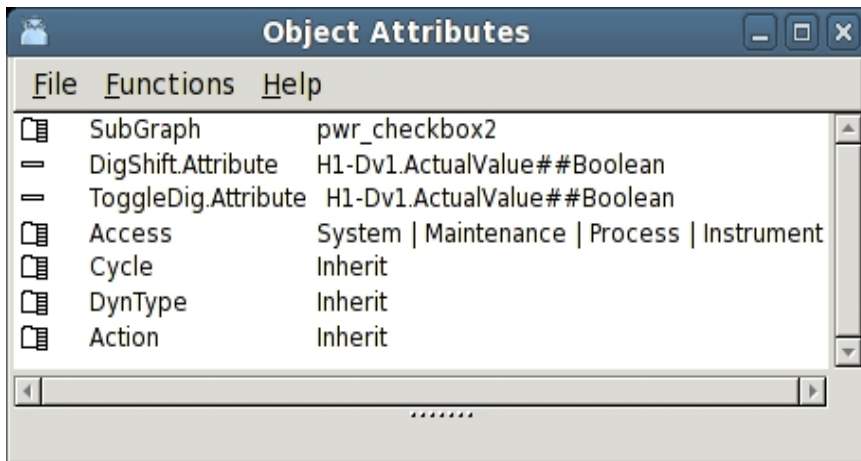 Object Attributes
File Functions Help
SubGraph pwr_checkbox2
DigShift.Attribute H1-Dv1.ActualValue##Boolean
ToggleDig.Attribute H1-Dv1.ActualValue##Boolean
Access System | Maintenance | Process | Instrument
Cycle Inherit
DynType Inherit
Action Inherit